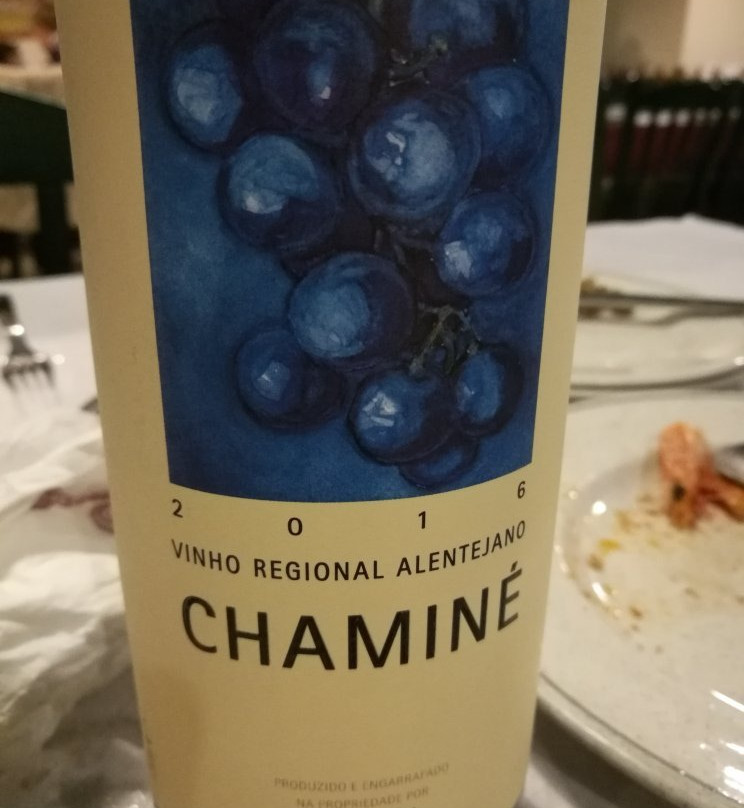 2 0 1 6
VINHO REGIONAL ALENTEJANO
CHAMINÉ
PRODUZIDO E ENGARRAFADO
NA PROPRIEDADE POR